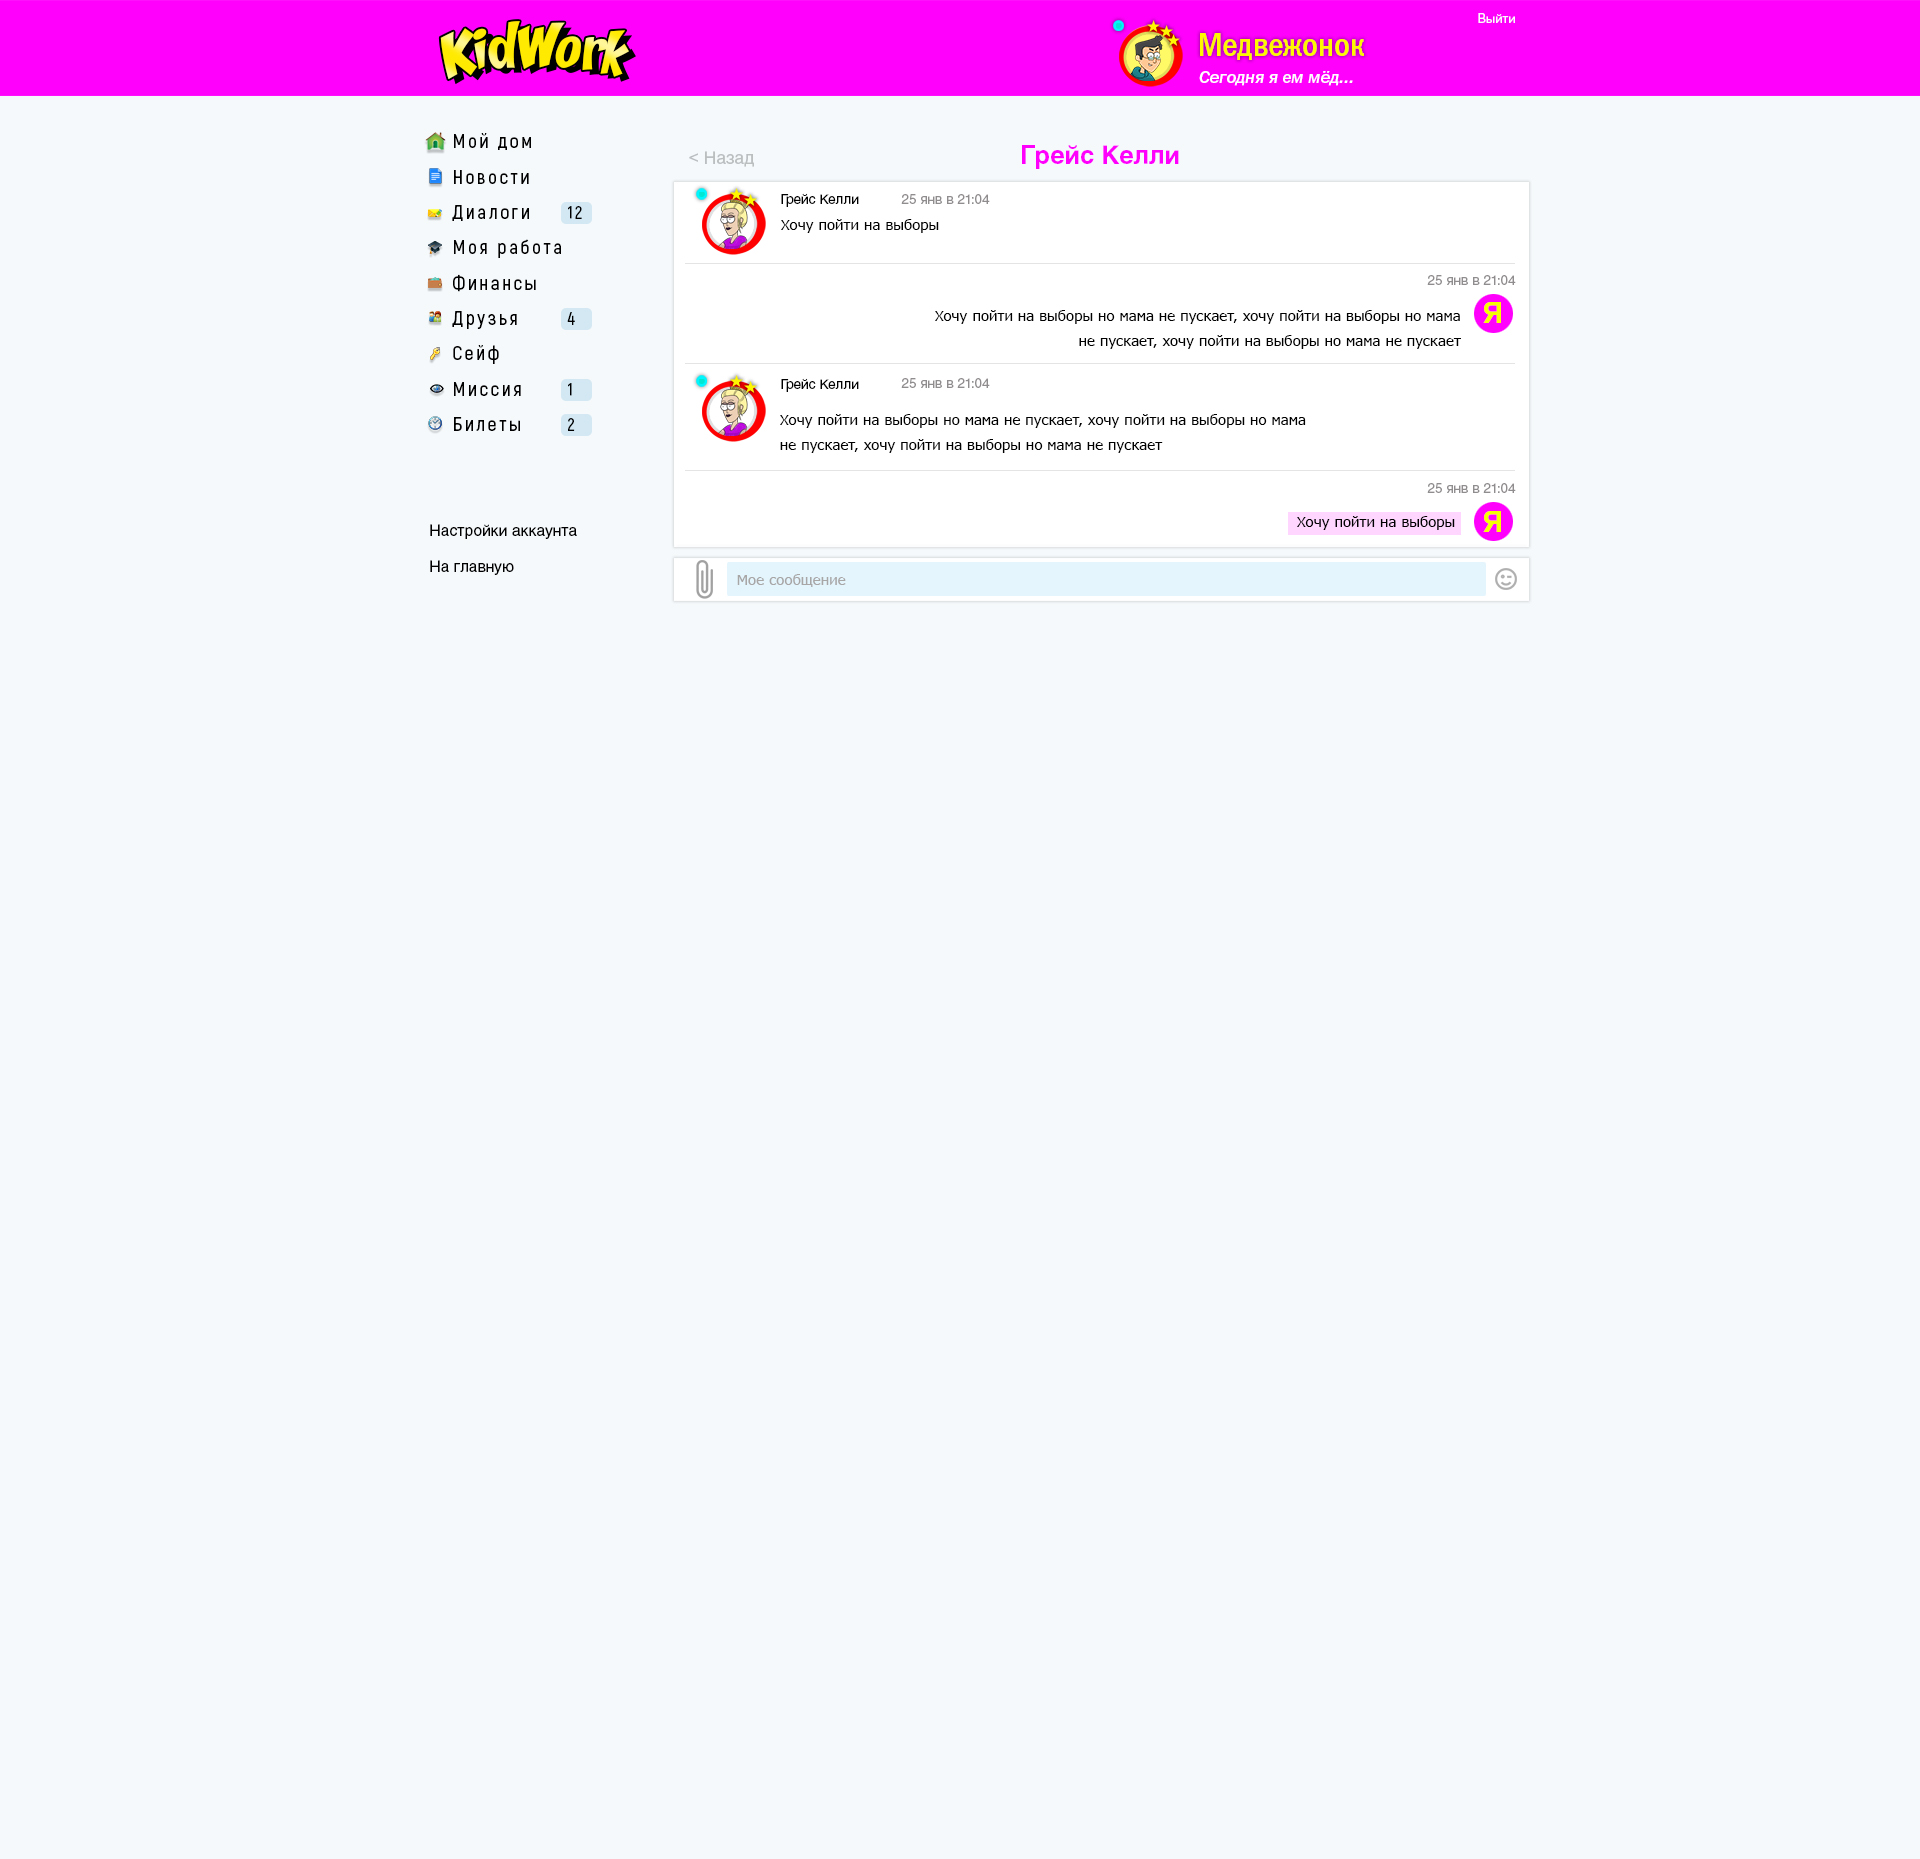 KidWork
Выйти
Медвежонок
Сегодня я ем мёд...
Мой дом
Новости
Диалоги 12
Моя работа
Финансы
Друзья 4
Сейф
Миссия 1
Билеты 2
Настройки аккаунта
На главную
< Назад
Грейс Келли
Грейс Келли 25 янв в 21:04
Хочу пойти на выборы
25 янв в 21:04
Хочу пойти на выборы но мама не пускает, хочу пойти на выборы но мама
не пускает, хочу пойти на выборы но мама не пускает
Я
Грейс Келли 25 янв в 21:04
Хочу пойти на выборы но мама не пускает, хочу пойти на выборы но мама
не пускает, хочу пойти на выборы но мама не пускает
25 янв в 21:04
Хочу пойти на выборы
Я
Мое сообщение